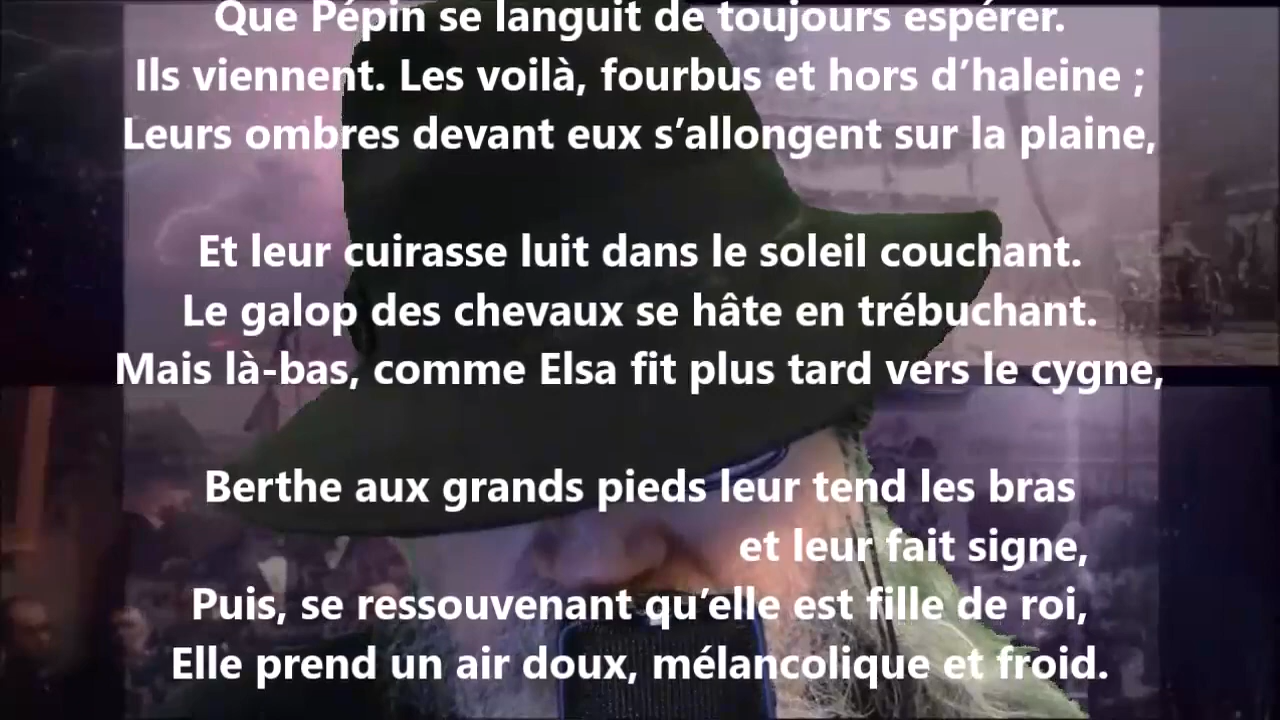 Que Pépin se languit de toujours espérer.
Ils viennent. Les voilà, fourbus et hors d’haleine ;
Leurs ombres devant eux s’allongent sur la plaine,
Et leur cuirasse luit dans le soleil couchant.
Le galop des chevaux se hâte en trébuchant.
Mais là-bas, comme Elsa fit plus tard vers le cygne,
Berthe aux grands pieds leur tend les bras
et leur fait signe,
Puis, se ressouvenant qu’elle est fille de roi,
Elle prend un air doux, mélancolique et froid.